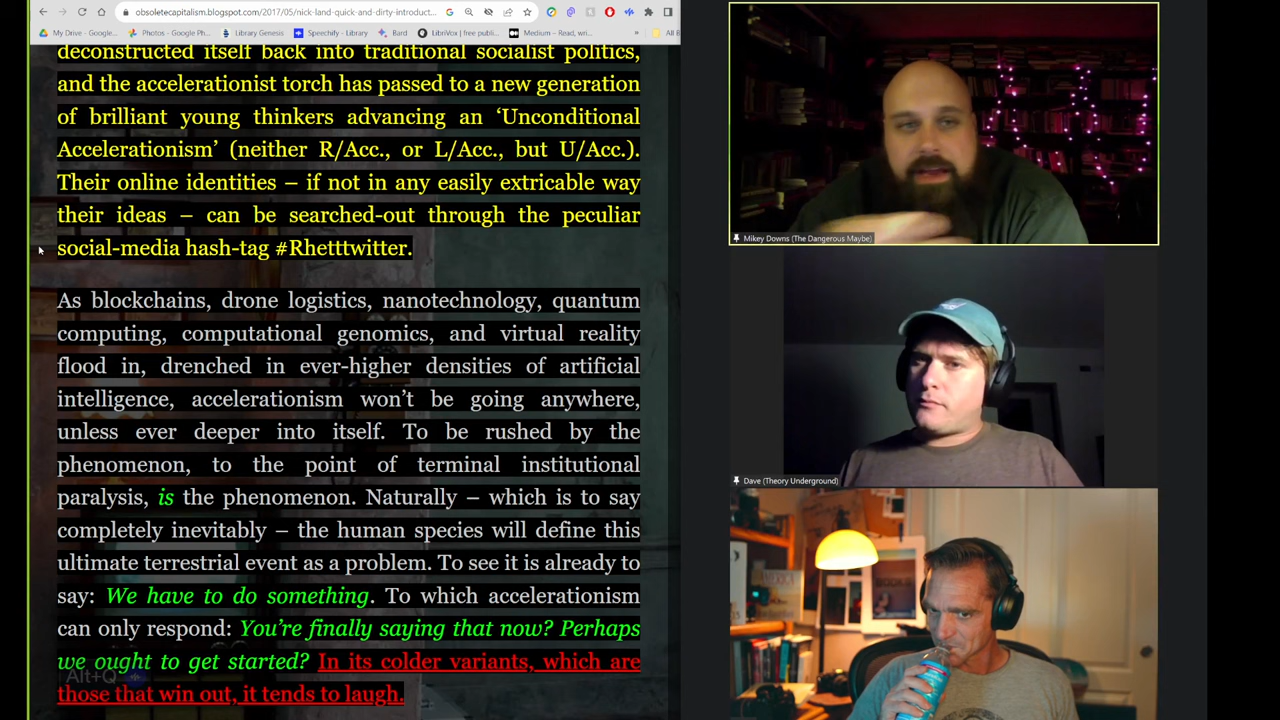 obsoletecapitalism.blogspot.com/2017/05/nick-land-quick-and-dirty-introduct...
My Drive - Google...
Photos - Google Ph...
Library Genesis
Speechify - Library
Bard
LibriVox | free publi...
Medium – Read, wri...
»
All B
deconstructed itself back into traditional socialist politics,
and the accelerationist torch has passed to a new generation
of brilliant young thinkers advancing an ‘Unconditional
Accelerationism’ (neither R/Acc., or L/Acc., but U/Acc.).
Their online identities – if not in any easily extricable way
their ideas – can be searched-out through the peculiar
social-media hash-tag #Rhetttwitter.
As blockchains, drone logistics, nanotechnology, quantum
computing, computational genomics, and virtual reality
flood in, drenched in ever-higher densities of artificial
intelligence, accelerationism won’t be going anywhere,
unless ever deeper into itself. To be rushed by the
phenomenon, to the point of terminal institutional
paralysis, is the phenomenon. Naturally – which is to say
completely inevitably – the human species will define this
ultimate terrestrial event as a problem. To see it is already to
say: We have to do something. To which accelerationism
can only respond: You’re finally saying that now? Perhaps
we ought to get started? In its colder variants, which are
those that win out, it tends to laugh.
Alt+Q
Mikey Downs (The Dangerous Maybe)
Dave (Theory Underground)